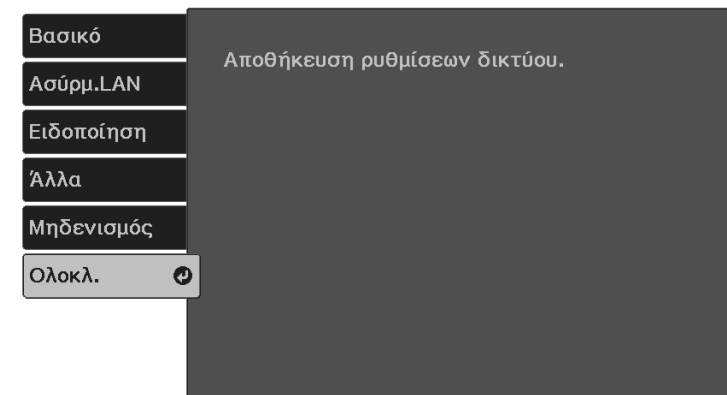 Βασικό
Ασύρμ.LAN
Ειδοποίηση
Άλλα
Μηδενισμός
Ολοκλ.
Αποθήκευση ρυθμίσεων δικτύου.